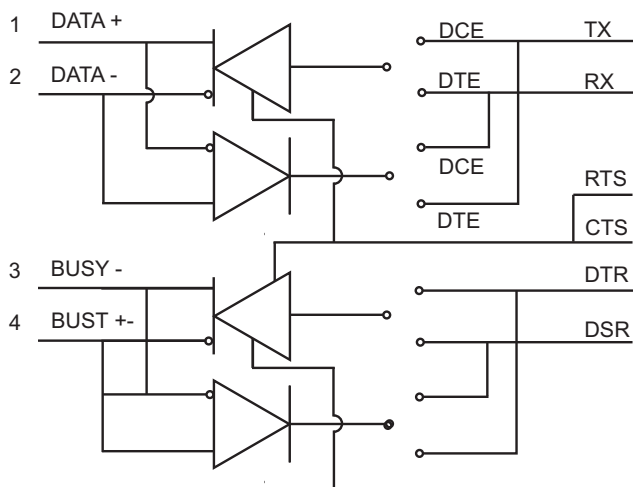 1 DATA + DCE TX
2 DATA - DTE RX
DCE RTS
DTE CTS
3 BUSY - DTR
4 BUST +- DSR